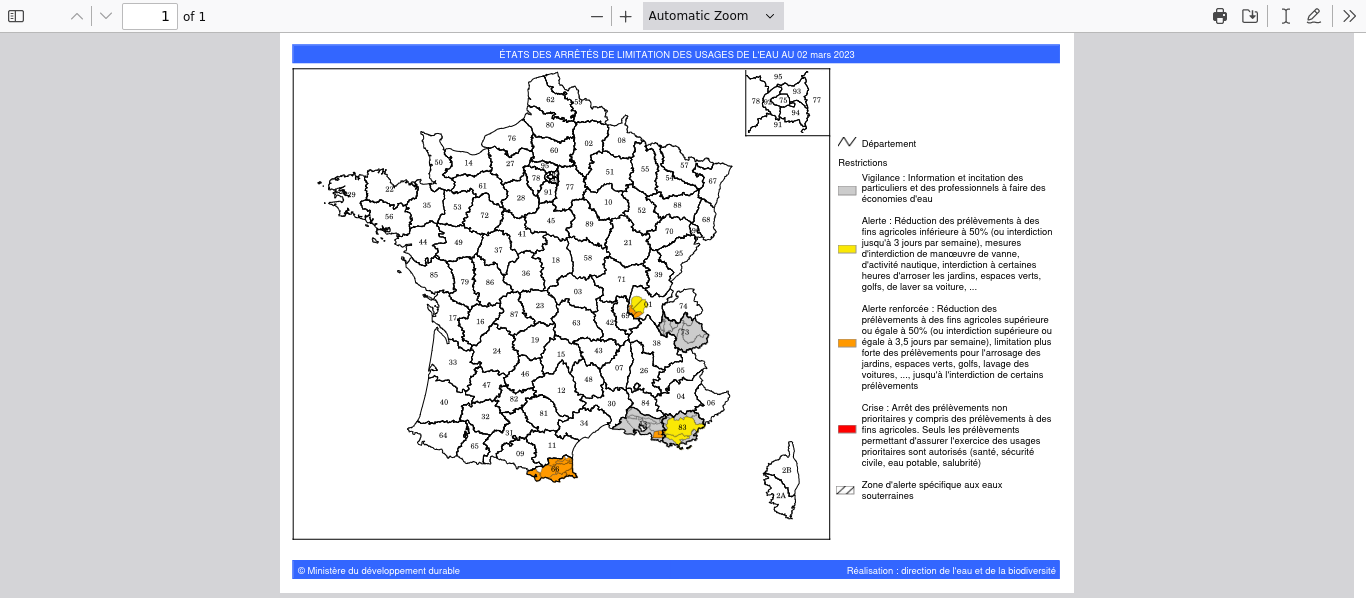 1 of 1
Automatic Zoom
ÉTATS DES ARRÊTÉS DE LIMITATION DES USAGES DE L'EAU AU 02 mars 2023
95
93
78
75
77
94
91
62
59
80
76
02
08
60
50
14
27
51
55
57
54
67
78
77
61
91
29
22
35
53
28
10
52
88
56
72
45
89
68
70
44
49
41
21
37
18
58
25
85
79
86
36
71
39
03
23
01
74
17
16
87
63
42
69
73
19
38
24
15
43
33
07
26
05
46
48
47
12
40
82
30
84
04
06
32
81
34
83
64
31
65
09
11
66
2B
2A
Département
Restrictions
Vigilance : Information et incitation des
particuliers et des professionnels à faire des
économies d'eau
Alerte : Réduction des prélèvements à des
fins agricoles inférieure à 50% (ou interdiction
jusqu'à 3 jours par semaine), mesures
d'interdiction de manœuvre de vanne,
d'activité nautique, interdiction à certaines
heures d'arroser les jardins, espaces verts,
golfs, de laver sa voiture, ...
Alerte renforcée : Réduction des
prélèvements à des fins agricoles supérieure
ou égale à 50% (ou interdiction supérieure ou
égale à 3,5 jours par semaine), limitation plus
forte des prélèvements pour l'arrosage des
jardins, espaces verts, golfs, lavage des
voitures, ..., jusqu'à l'interdiction de certains
prélèvements
Crise : Arrêt des prélèvements non
prioritaires y compris des prélèvements à des
fins agricoles. Seuls les prélèvements
permettant d'assurer l'exercice des usages
prioritaires sont autorisés (santé, sécurité
civile, eau potable, salubrité)
Zone d'alerte spécifique aux eaux
souterraines
© Ministère du développement durable
Réalisation : direction de l'eau et de la biodiversité